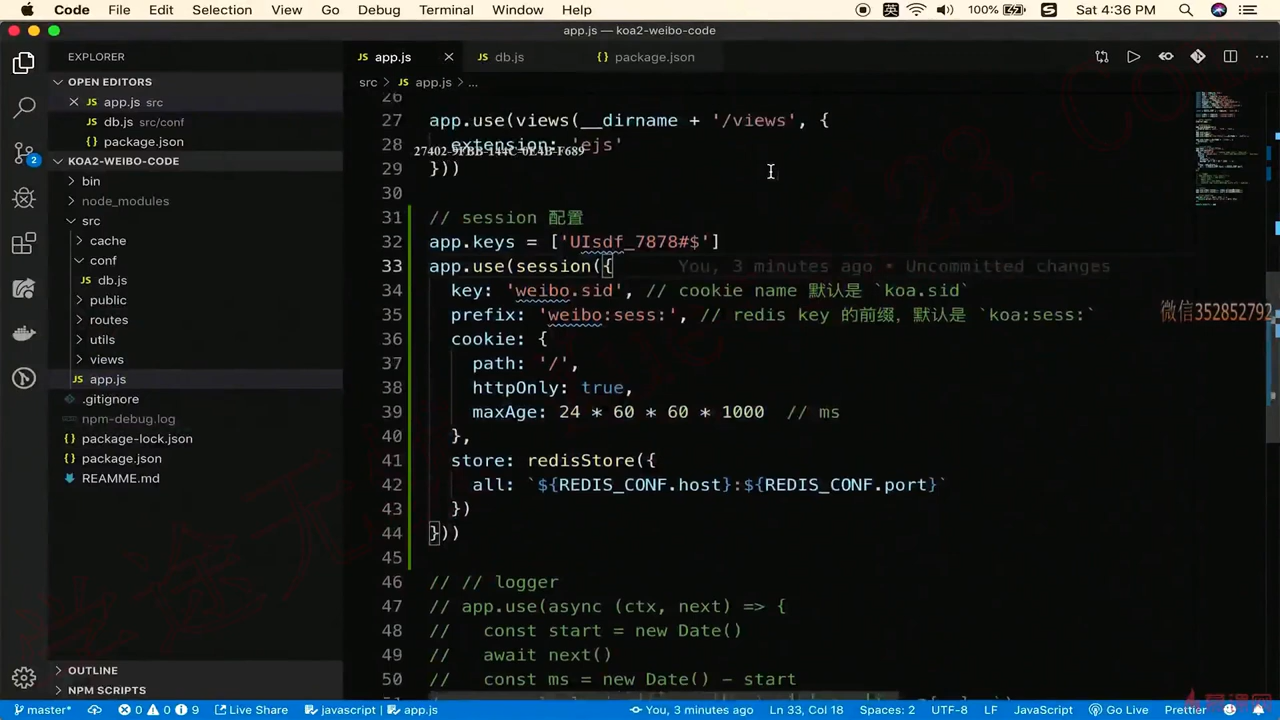 Code File Edit Selection View Go Debug Terminal Window Help 英 100% S Sat 4:36 PM
app.js — koa2-weibo-code
EXPLORER
OPEN EDITORS
app.js src
db.js src/conf
package.json
KOA2-WEIBO-CODE
bin
node_modules
src
cache
conf
db.js
public
routes
utils
views
app.js
.gitignore
npm-debug.log
package-lock.json
package.json
REAMME.md
OUTLINE
NPM SCRIPTS
2
app.js db.js package.json
src > app.js > ...
26
27 app.use(views(__dirname + '/views', {
28 extension: 'ejs'
29 }))
30
31 // session 配置
32 app.keys = ['UIsdf_7878#$']
33 app.use(session({ You, 3 minutes ago • Uncommitted changes
34 key: 'weibo.sid', // cookie name 默认是 `koa.sid`
35 prefix: 'weibo:sess:', // redis key 的前缀，默认是 `koa:sess:`
36 cookie: {
37 path: '/',
38 httpOnly: true,
39 maxAge: 24 * 60 * 60 * 1000 // ms
40 },
41 store: redisStore({
42 all: `${REDIS_CONF.host}:${REDIS_CONF.port}`
43 })
44 }))
45
46 // // logger
47 // app.use(async (ctx, next) => {
48 // const start = new Date()
49 // await next()
50 // const ms = new Date() - start
微信352852792
master* 0 0 9 Live Share javascript | app.js You, 3 minutes ago Ln 33, Col 18 Spaces: 2 UTF-8 LF JavaScript Go Live Prettier